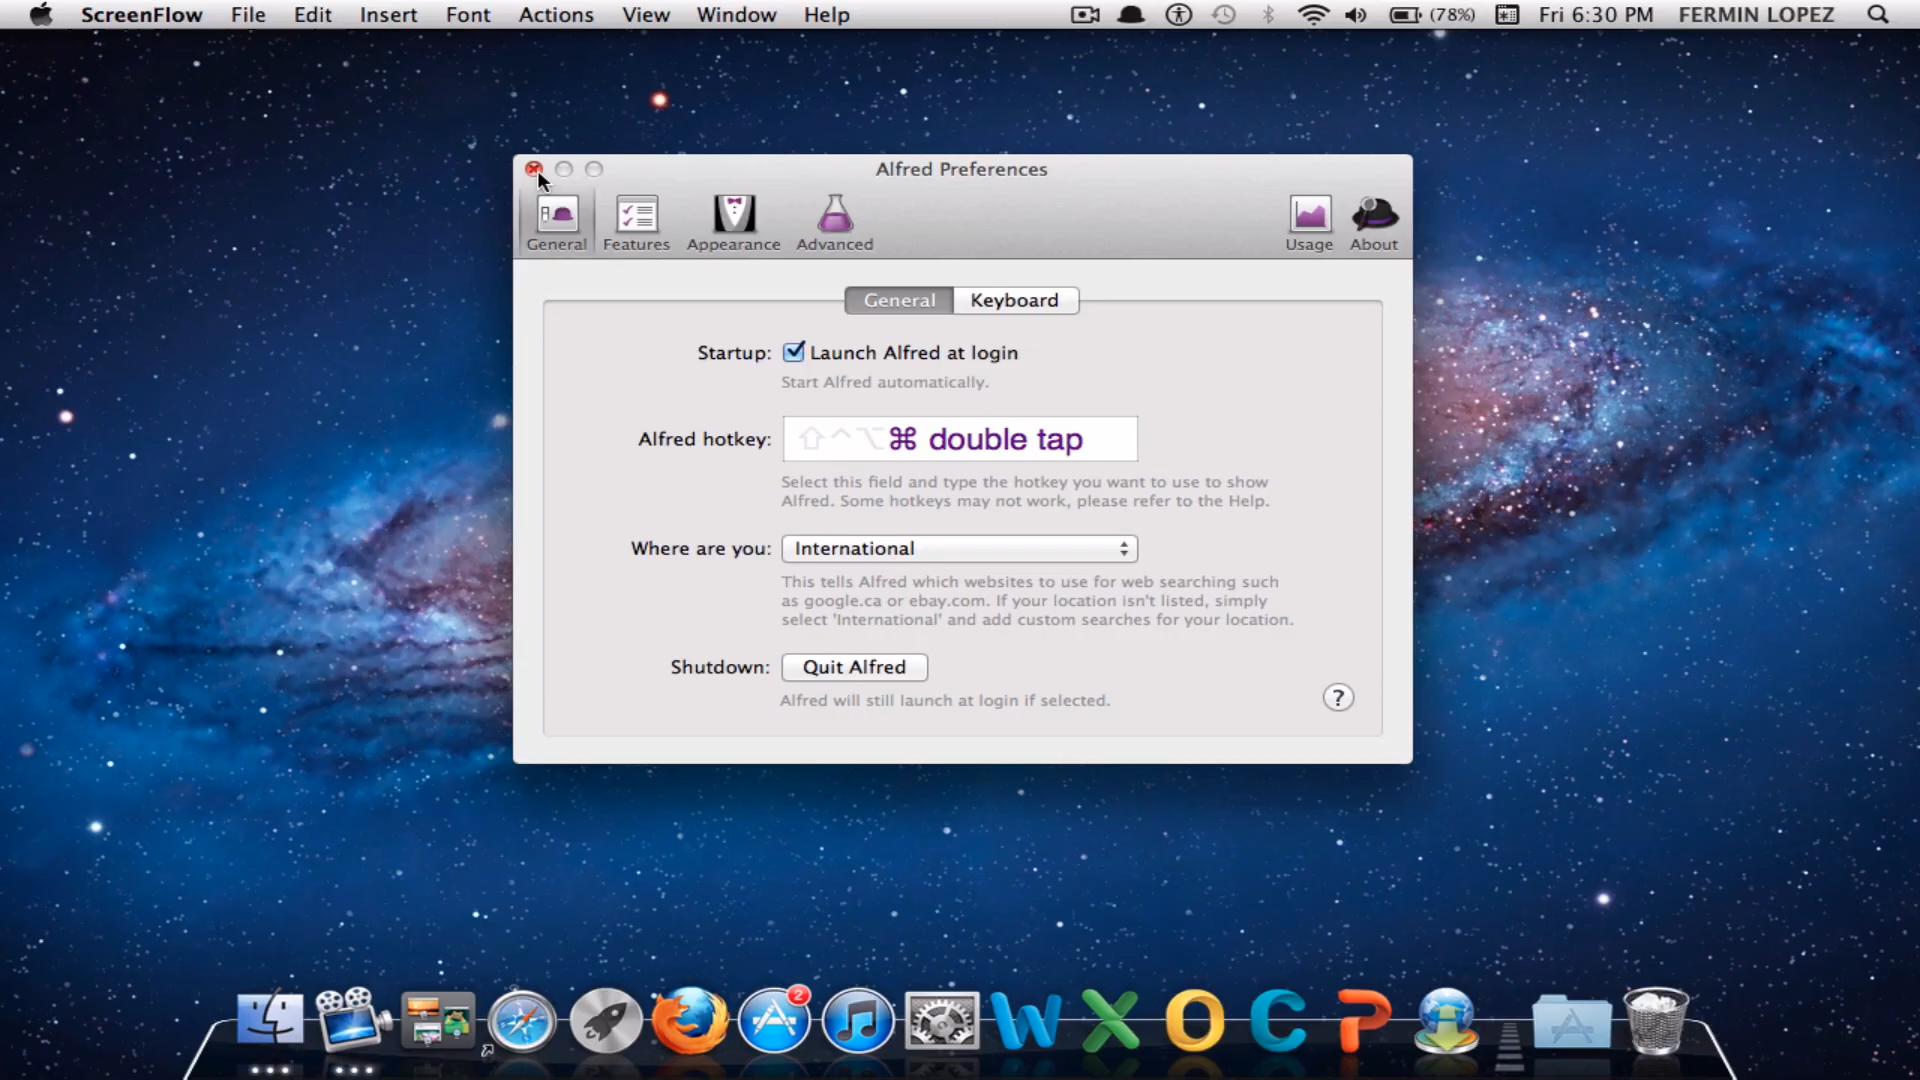 ScreenFlow File Edit Insert Font Actions View Window Help (78%) Fri 6:30 PM FERMIN LOPEZ
Alfred Preferences
General Features Appearance Advanced Usage About
General Keyboard
Startup: Launch Alfred at login
Start Alfred automatically.
Alfred hotkey: ⇧^⌥⌘ double tap
Select this field and type the hotkey you want to use to show
Alfred. Some hotkeys may not work, please refer to the Help.
Where are you: International
This tells Alfred which websites to use for web searching such
as google.ca or ebay.com. If your location isn't listed, simply
select 'International' and add custom searches for your location.
Shutdown: Quit Alfred
Alfred will still launch at login if selected.
?
2
W X O C P